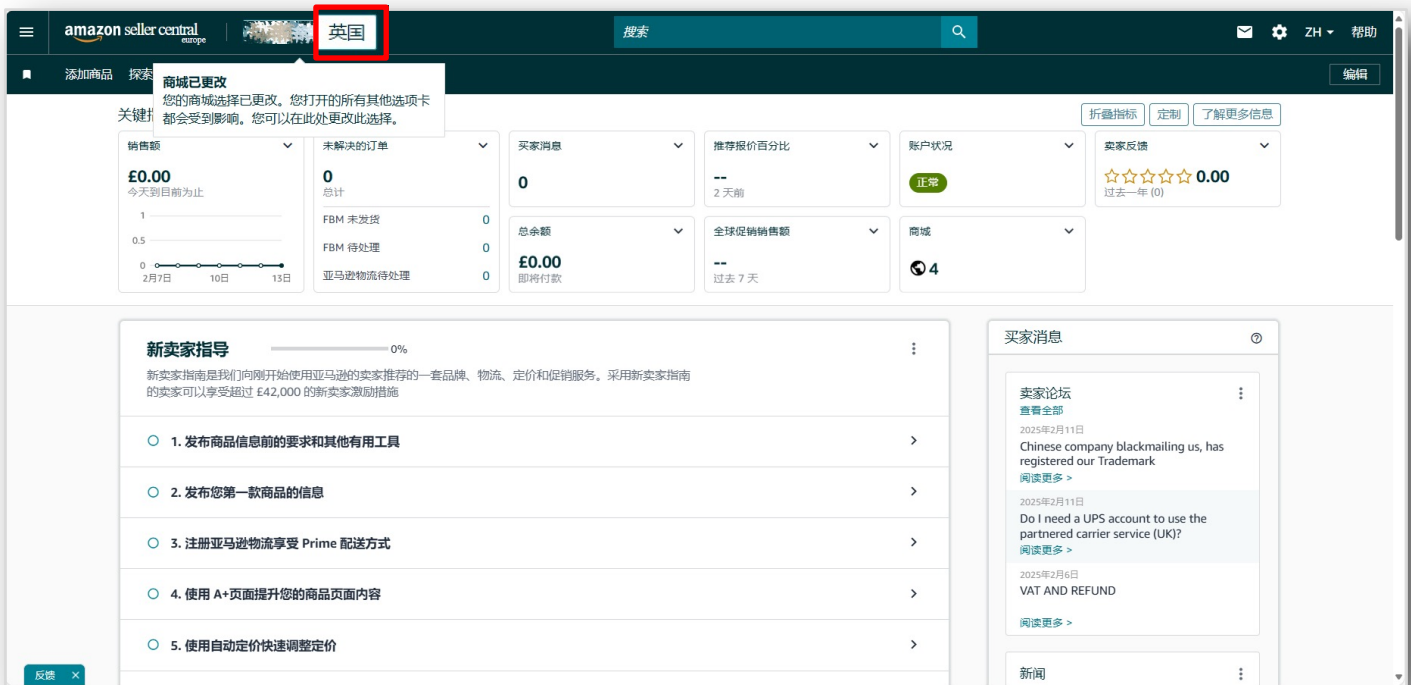 amazon seller central
europe
英国
搜索
ZH
帮助
添加商品 探索
编辑
商城已更改
您的商城选择已更改。您打开的所有其他选项卡
都会受到影响。您可以在此处更改此选择。
关键
折叠指标
定制
了解更多信息
销售额
£0.00
今天到目前为止
1
0.5
0
2月7日 10日 13日
未解决的订单
0
总计
FBM 未发货 0
FBM 待处理 0
亚马逊物流待处理 0
买家消息
0
总余额
£0.00
即将付款
推荐报价百分比
--
2 天前
全球促销销售额
--
过去 7 天
账户状况
正常
商城
4
卖家反馈
0.00
过去一年 (0)
新卖家指导
0%
新卖家指南是我们向刚开始使用亚马逊的卖家推荐的一套品牌、物流、定价和促销服务。采用新卖家指南
的卖家可以享受超过 £42,000 的新卖家激励措施
1. 发布商品信息前的要求和其他有用工具
2. 发布您第一款商品的信息
3. 注册亚马逊物流享受 Prime 配送方式
4. 使用 A+页面提升您的商品页面内容
5. 使用自动定价快速调整定价
买家消息
卖家论坛
查看全部
2025年2月11日
Chinese company blackmailing us, has
registered our Trademark
阅读更多 >
2025年2月11日
Do I need a UPS account to use the
partnered carrier service (UK)?
阅读更多 >
2025年2月6日
VAT AND REFUND
阅读更多 >
新闻
反馈 ×